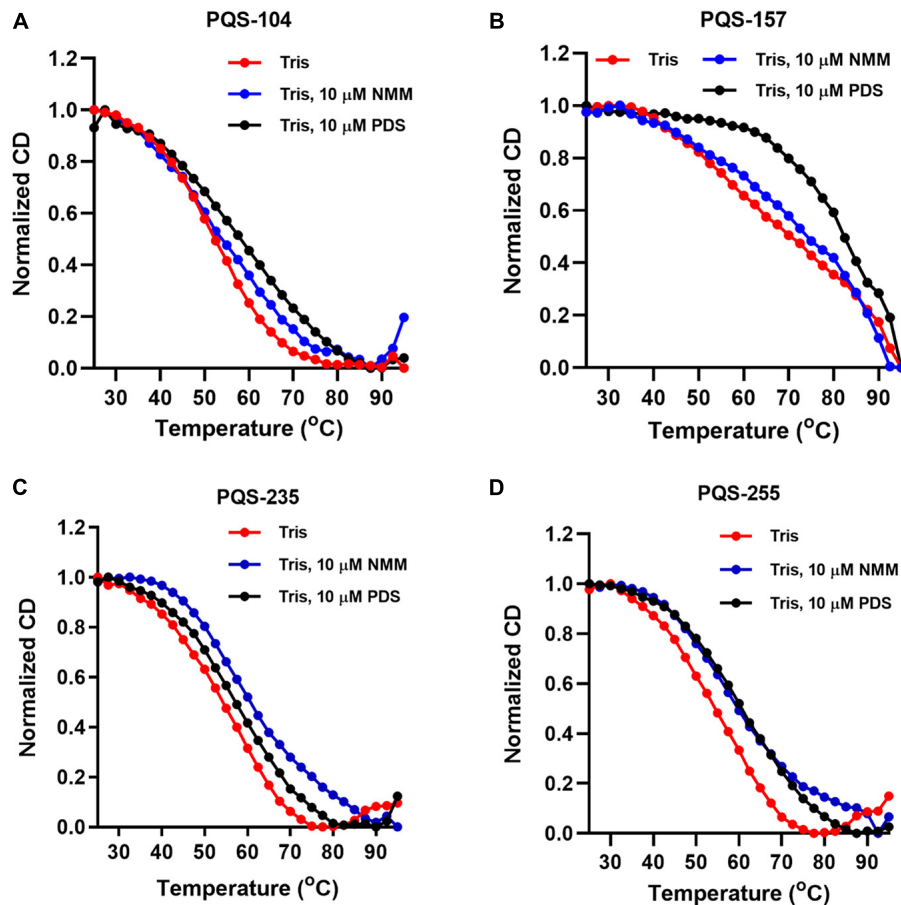 A
PQS-104
Normalized CD
1.2
1.0
0.8
0.6
0.4
0.2
0.0
Tris
Tris, 10 μM NMM
Tris, 10 μM PDS
30 40 50 60 70 80 90
Temperature (°C)
B
PQS-157
Normalized CD
1.2
1.0
0.8
0.6
0.4
0.2
0.0
Tris
Tris, 10 μM NMM
Tris, 10 μM PDS
30 40 50 60 70 80 90
Temperature (°C)
C
PQS-235
Normalized CD
1.2
1.0
0.8
0.6
0.4
0.2
0.0
Tris
Tris, 10 μM NMM
Tris, 10 μM PDS
30 40 50 60 70 80 90
Temperature (°C)
D
PQS-255
Normalized CD
1.2
1.0
0.8
0.6
0.4
0.2
0.0
Tris
Tris, 10 μM NMM
Tris, 10 μM PDS
30 40 50 60 70 80 90
Temperature (°C)